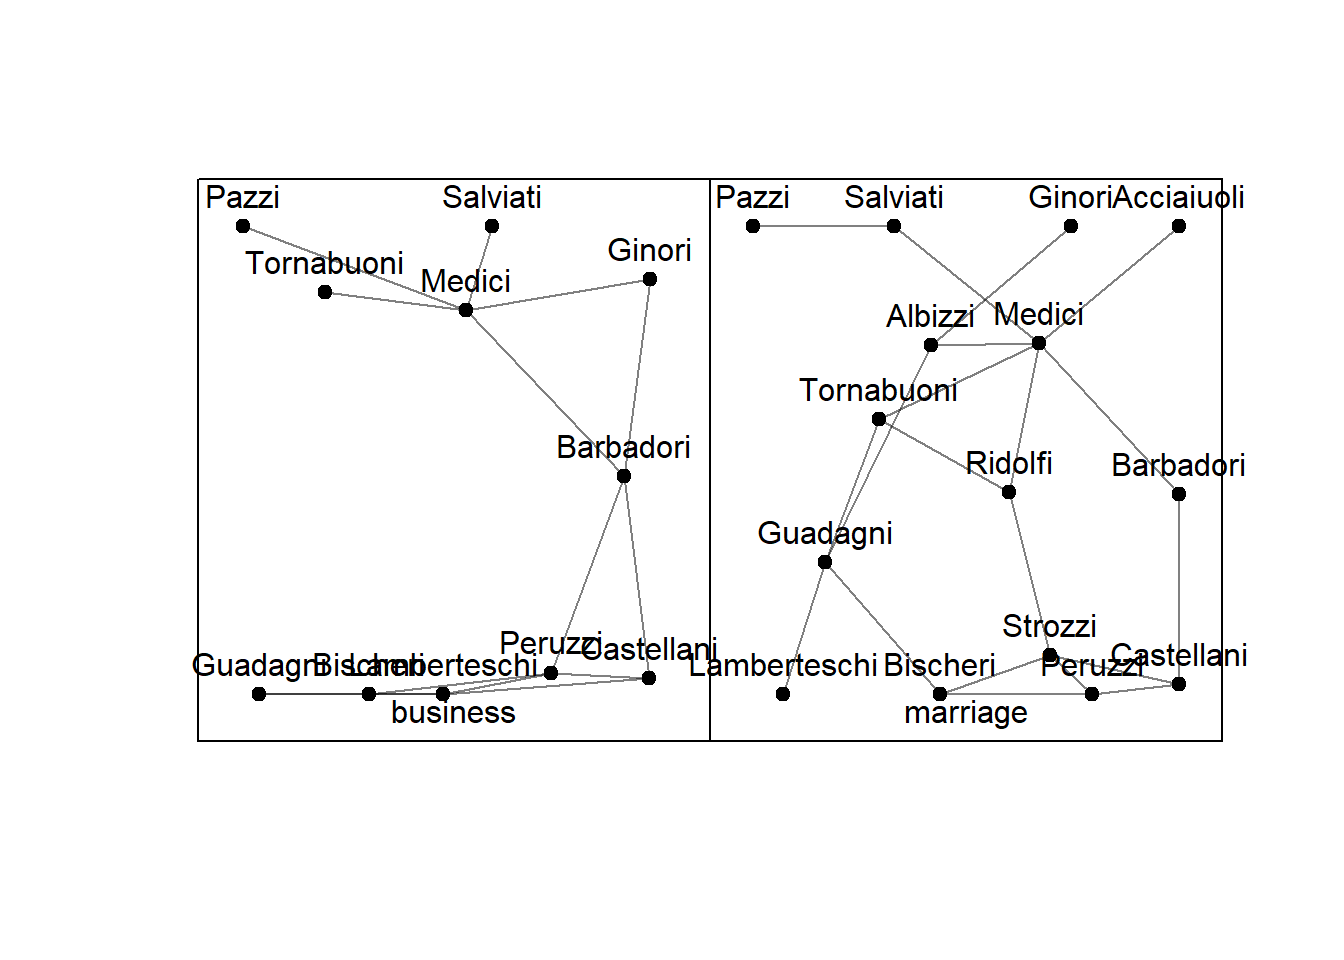 Pazzi
Salviati
Tornabuoni
Medici
Ginori
Barbadori
Peruzzi
Castellani
Guadagni
Bischeri
Lamberteschi
business
Pazzi
Salviati
Ginori
Acciaiuoli
Albizzi
Medici
Tornabuoni
Ridolfi
Barbadori
Guadagni
Strozzi
Castellani
Lamberteschi
Bischeri
Peruzzi
marriage